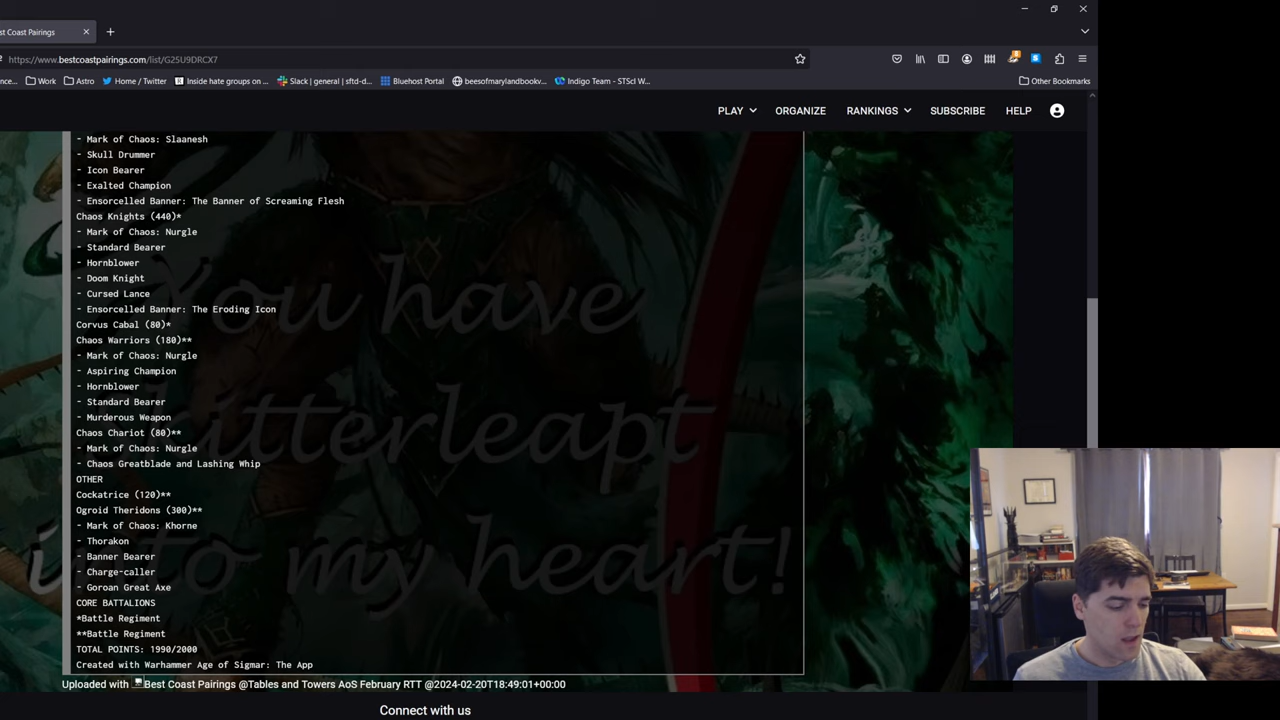 st Coast Pairings
https://www.bestcoastpairings.com/list/G25U9DRCX7
nce... Work Astro Home / Twitter Inside hate groups on ... Slack | general | sftd-d... Bluehost Portal beesofmarylandbookv... Indigo Team - STScI W... Other Bookmarks
PLAY ORGANIZE RANKINGS SUBSCRIBE HELP
- Mark of Chaos: Slaanesh
- Skull Drummer
- Icon Bearer
- Exalted Champion
- Ensorcelled Banner: The Banner of Screaming Flesh
Chaos Knights (440)*
- Mark of Chaos: Nurgle
- Standard Bearer
- Hornblower
- Doom Knight
- Cursed Lance
- Ensorcelled Banner: The Eroding Icon
Corvus Cabal (80)*
Chaos Warriors (180)**
- Mark of Chaos: Nurgle
- Aspiring Champion
- Hornblower
- Standard Bearer
- Murderous Weapon
Chaos Chariot (80)**
- Mark of Chaos: Nurgle
- Chaos Greatblade and Lashing Whip
OTHER
Cockatrice (120)**
Ogroid Theridons (300)**
- Mark of Chaos: Khorne
- Thorakon
- Banner Bearer
- Charge-caller
- Goroan Great Axe
CORE BATTALIONS
*Battle Regiment
**Battle Regiment
TOTAL POINTS: 1990/2000
Created with Warhammer Age of Sigmar: The App
You have
itterleapt
into my heart!
Uploaded with Best Coast Pairings @Tables and Towers AoS February RTT @2024-02-20T18:49:01+00:00
Connect with us